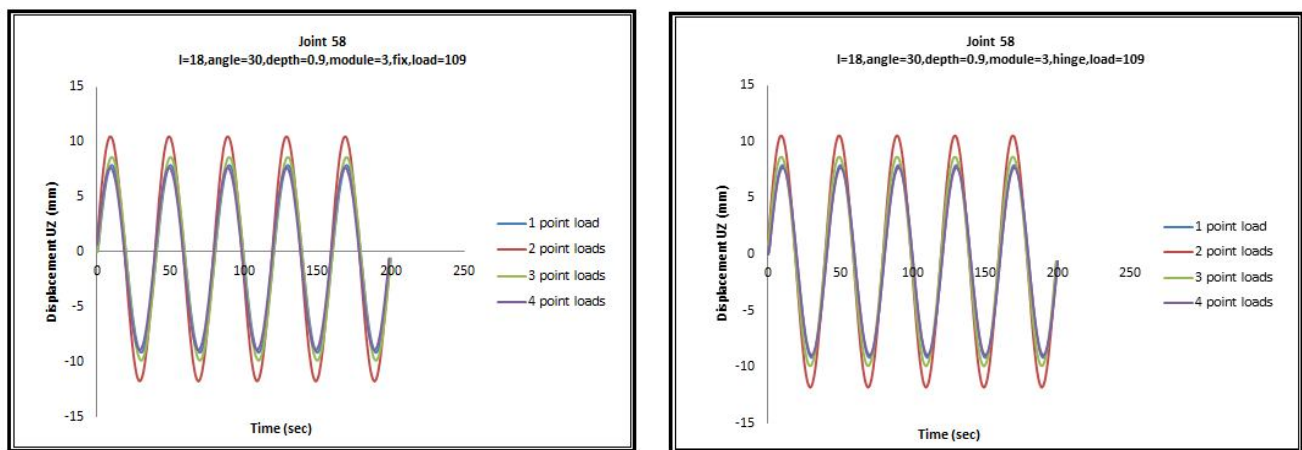 Joint 58
l=18,angle=30,depth=0.9,module=3,fix,load=109
15
10
5
0
-5
-10
-15
0
50
100
150
200
250
Displacement UZ (mm)
Time (sec)
1 point load
2 point loads
3 point loads
4 point loads
Joint 58
l=18,angle=30,depth=0.9,module=3,hinge,load=109
15
10
5
0
-5
-10
-15
0
50
100
150
200
250
Displacement UZ (mm)
Time (sec)
1 point load
2 point loads
3 point loads
4 point loads